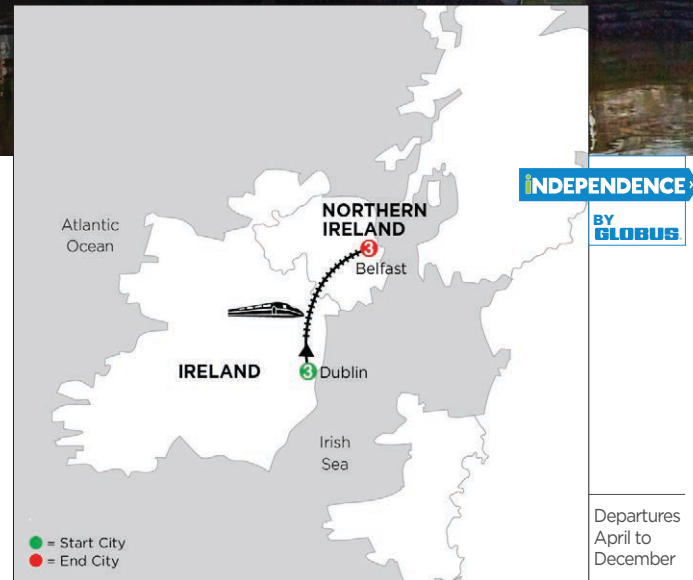 iNDEPENDENCE
BY
GLOBUS.
Atlantic
Ocean
NORTHERN
IRELAND
3
Belfast
IRELAND
3 Dublin
Irish
Sea
= Start City
= End City
Departures
April to
December